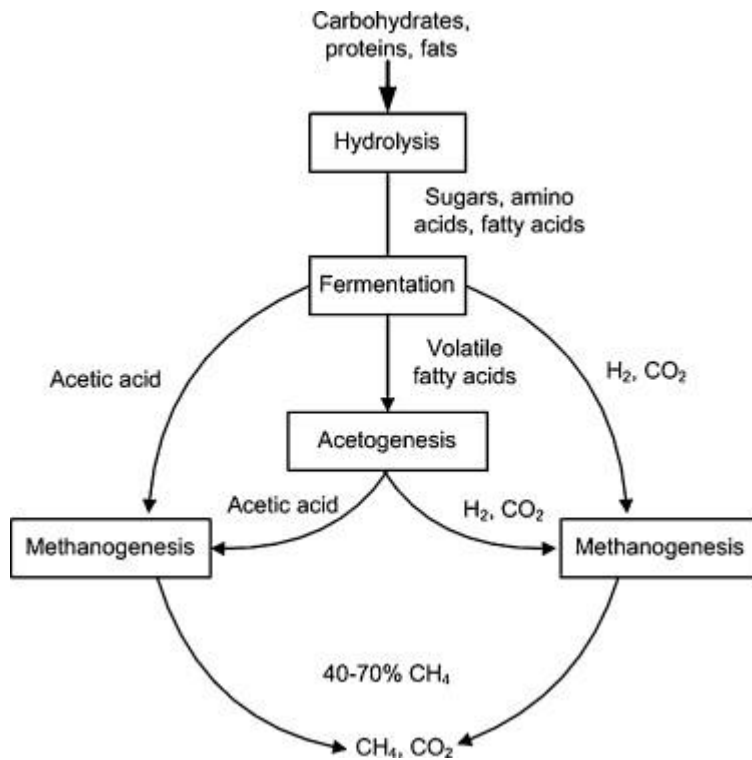 Carbohydrates,
proteins, fats
Hydrolysis
Sugars, amino
acids, fatty acids
Fermentation
Volatile
fatty acids
Acetic acid
H₂, CO₂
Acetogenesis
Acetic acid
H₂, CO₂
Methanogenesis
Methanogenesis
40-70% CH₄
CH₄, CO₂